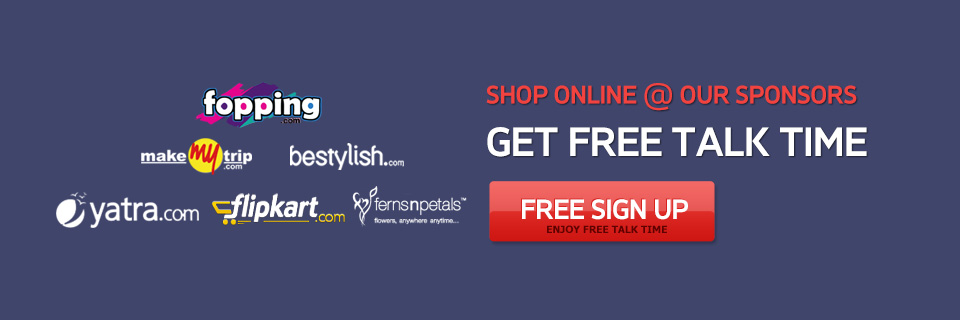 fopping
.com
make my trip
.com
bestylish.com
yatra.com
flipkart.com
fernsnpetals™
flowers, anywhere anytime...
SHOP ONLINE @ OUR SPONSORS
GET FREE TALK TIME
FREE SIGN UP
ENJOY FREE TALK TIME